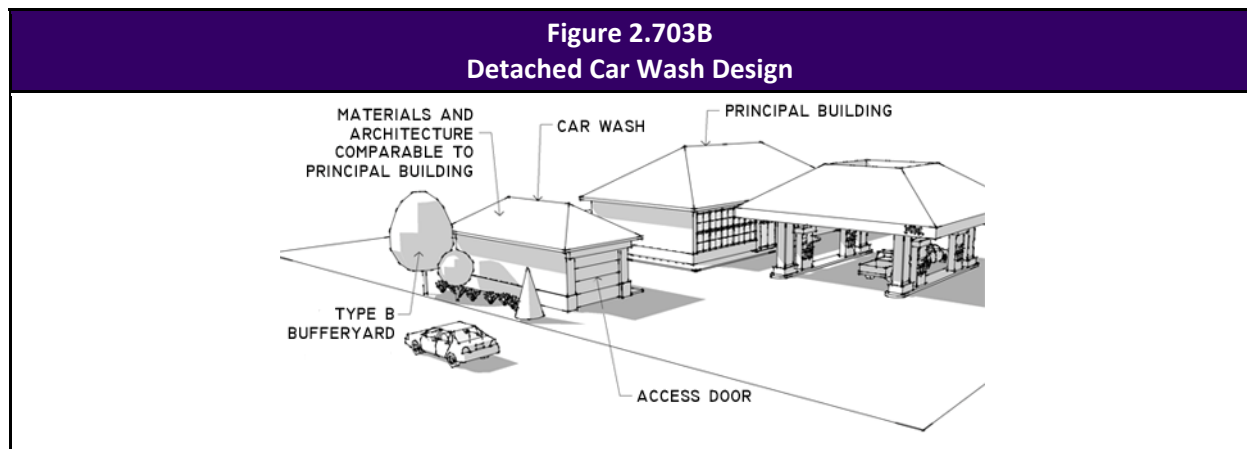 Figure 2.703B
Detached Car Wash Design
MATERIALS AND
ARCHITECTURE
COMPARABLE TO
PRINCIPAL BUILDING
CAR WASH
PRINCIPAL BUILDING
TYPE B
BUFFERYARD
ACCESS DOOR